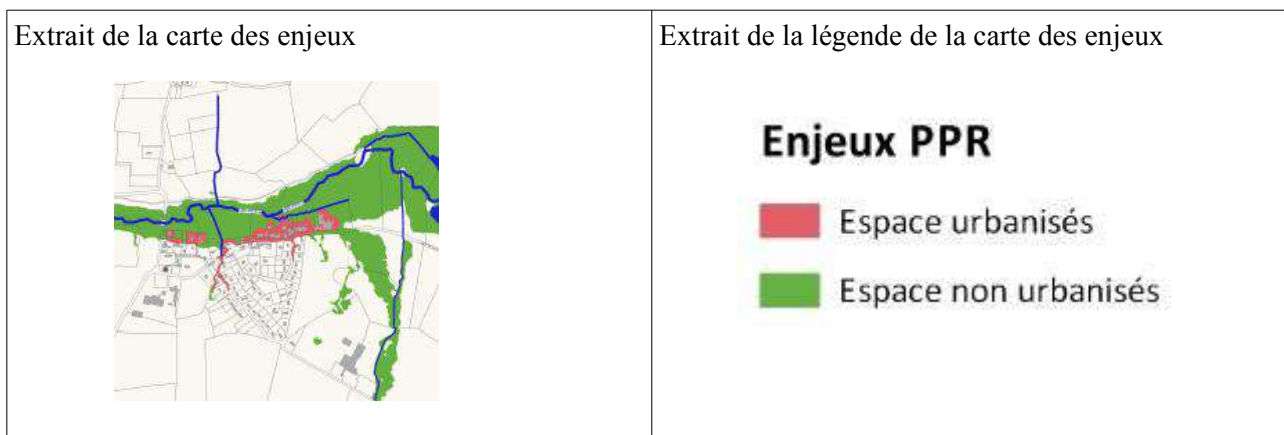 Extrait de la carte des enjeux
Extrait de la légende de la carte des enjeux
Enjeux PPR
Espace urbanisés
Espace non urbanisés